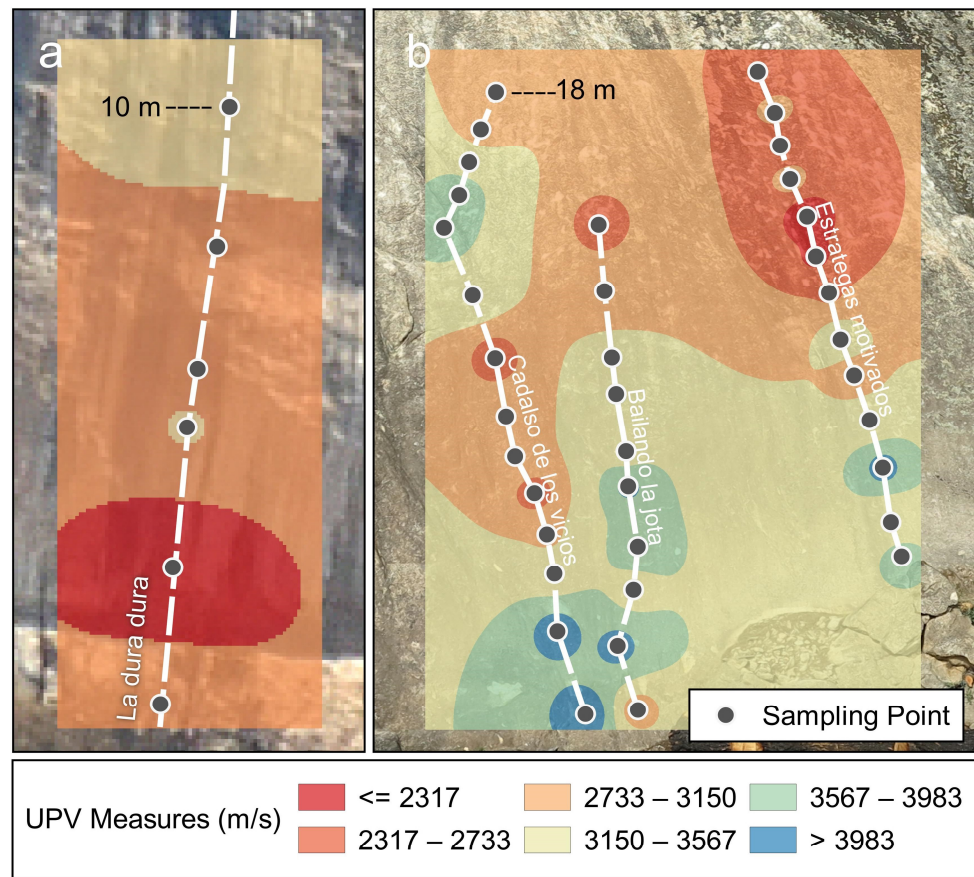 a
10 m
La dura dura
b
18 m
Cadalso de los vicios
Bailando la jota
Estrategas motivados
Sampling Point
UPV Measures (m/s)
<= 2317
2733 – 3150
3567 – 3983
2317 – 2733
3150 – 3567
> 3983